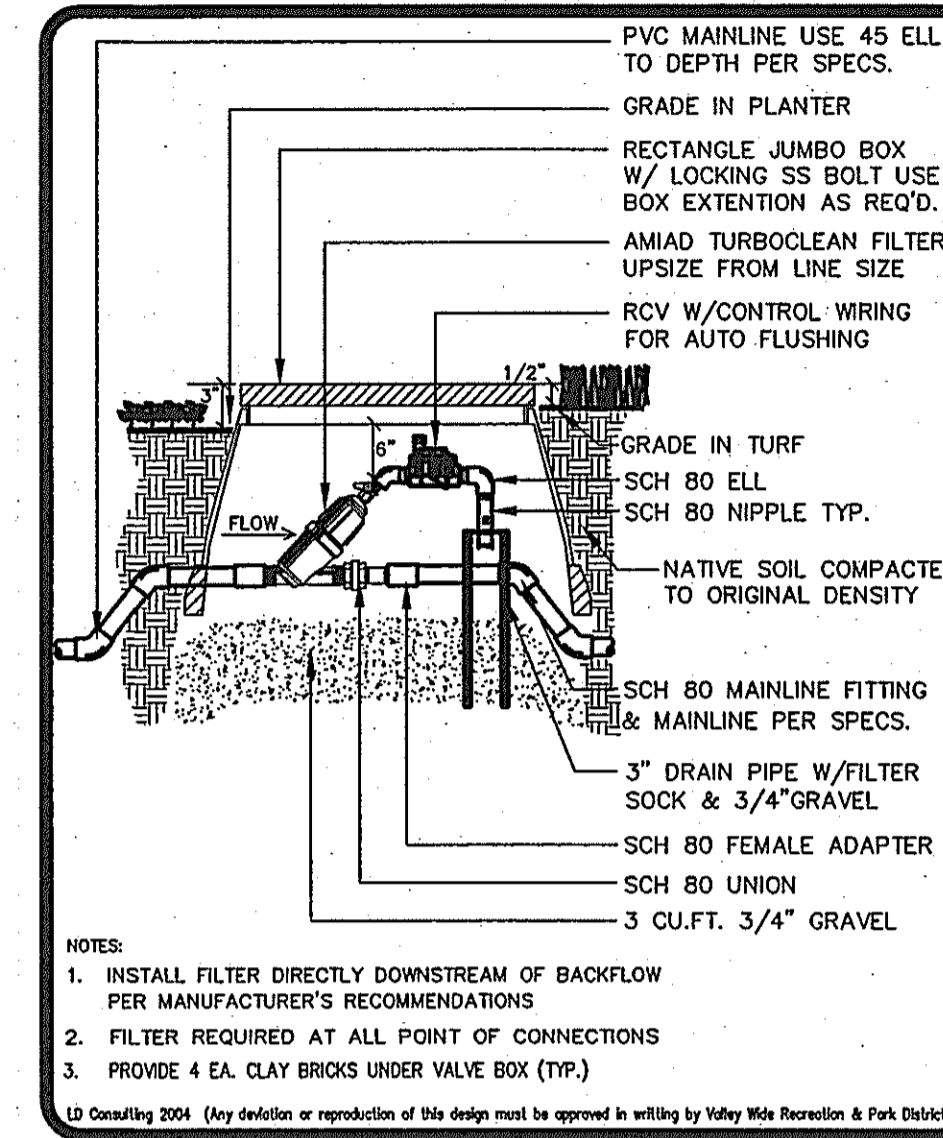 PVC MAINLINE USE 45 ELL
TO DEPTH PER SPECS.
GRADE IN PLANTER
RECTANGLE JUMBO BOX
W/ LOCKING SS BOLT USE
BOX EXTENTION AS REQ'D.
AMIAD TURBOCLEAN FILTER
UPSIZE FROM LINE SIZE
RCV W/CONTROL WIRING
FOR AUTO FLUSHING
1/2"
3"
6"
GRADE IN TURF
SCH 80 ELL
SCH 80 NIPPLE TYP.
FLOW
NATIVE SOIL COMPACTE
TO ORIGINAL DENSITY
SCH 80 MAINLINE FITTING
& MAINLINE PER SPECS.
3" DRAIN PIPE W/FILTER
SOCK & 3/4"GRAVEL
SCH 80 FEMALE ADAPTER
SCH 80 UNION
3 CU.FT. 3/4" GRAVEL
NOTES:
1. INSTALL FILTER DIRECTLY DOWNSTREAM OF BACKFLOW
PER MANUFACTURER'S RECOMMENDATIONS
2. FILTER REQUIRED AT ALL POINT OF CONNECTIONS
3. PROVIDE 4 EA. CLAY BRICKS UNDER VALVE BOX (TYP.)
LD Consulting 2004 (Any deviation or reproduction of this design must be approved in writting by Valley Wide Recreation & Park District